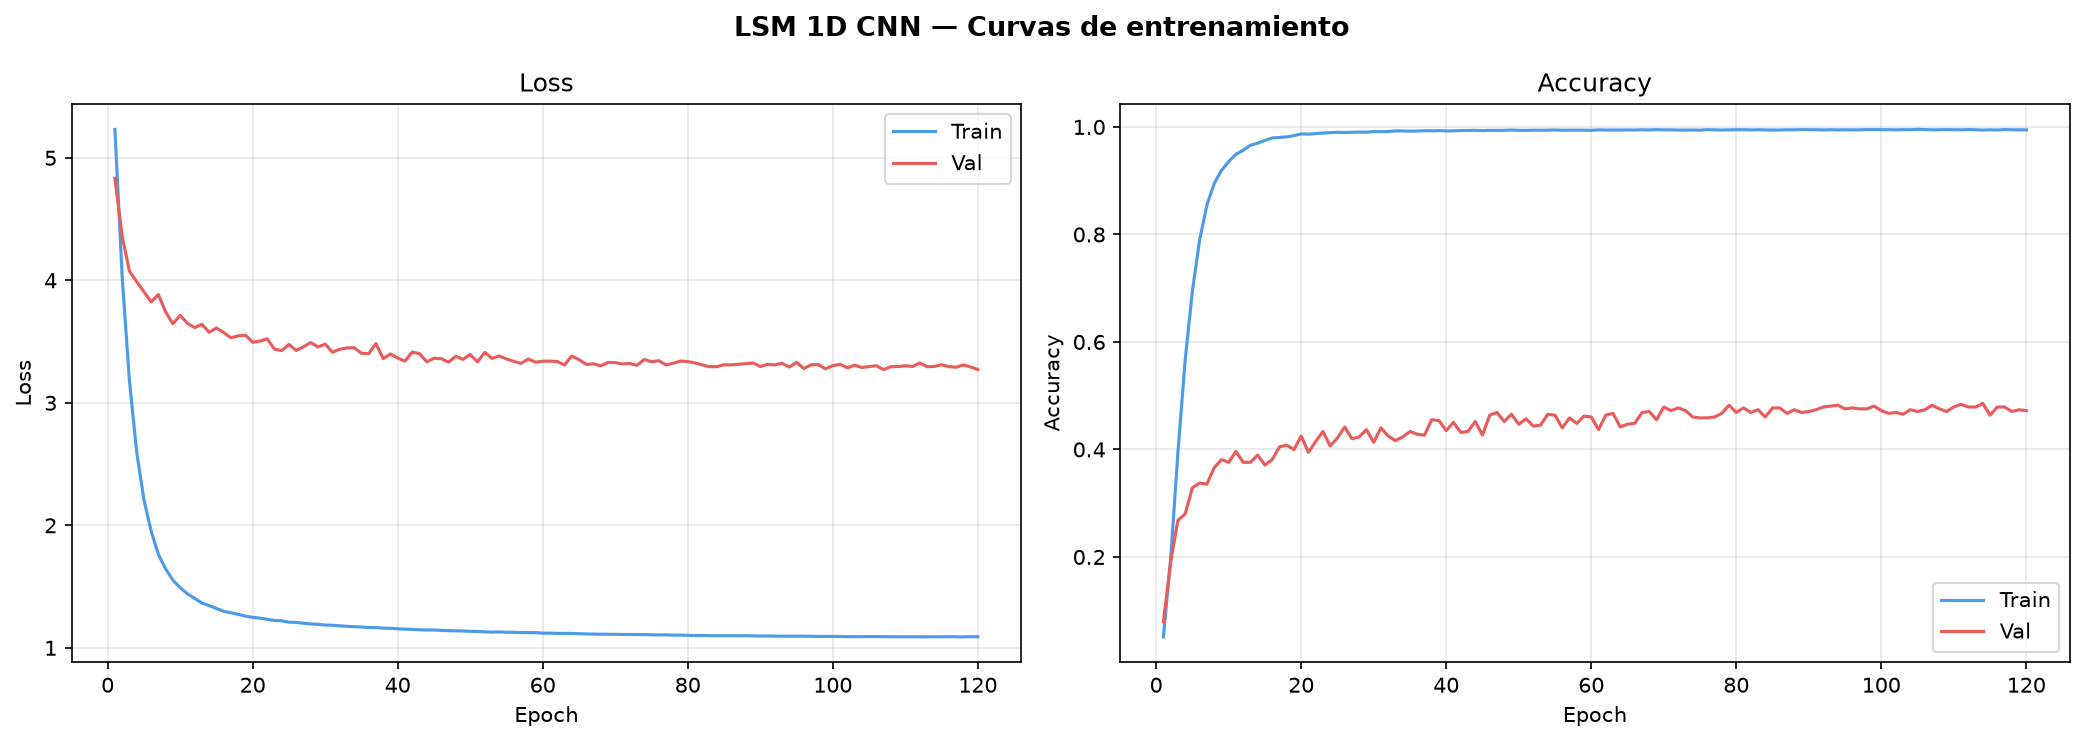 LSM 1D CNN — Curvas de entrenamiento
Loss
Train
Val
5
4
3
2
1
Loss
0 20 40 60 80 100 120
Epoch
Accuracy
1.0
0.8
0.6
0.4
0.2
Accuracy
Train
Val
0 20 40 60 80 100 120
Epoch